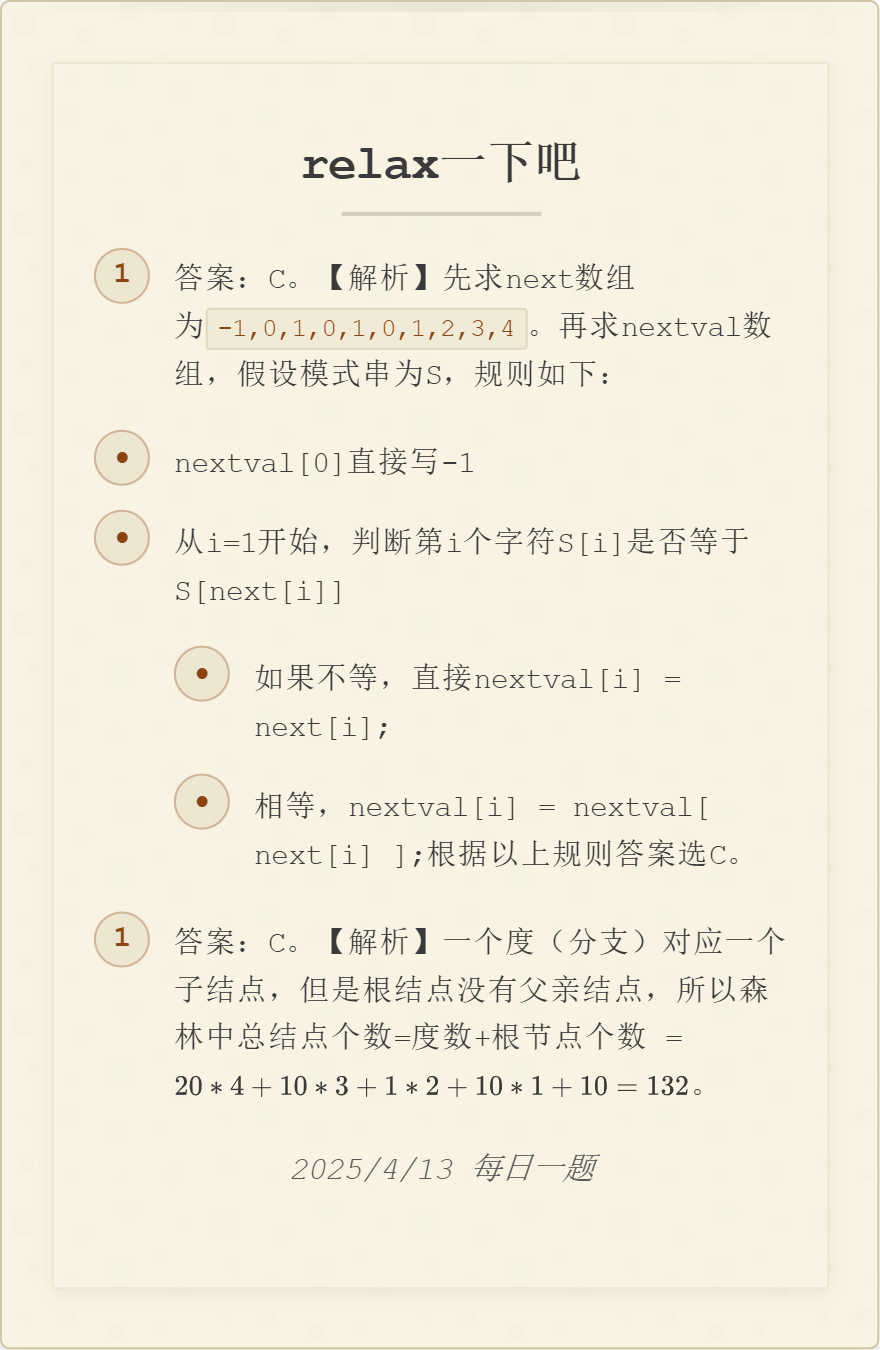 relax一下吧
1 答案：C。【解析】先求next数组
为 -1,0,1,0,1,0,1,2,3,4 。再求nextval数
组，假设模式串为S，规则如下：
• nextval[0]直接写-1
• 从i=1开始，判断第i个字符S[i]是否等于
S[next[i]]
• 如果不等，直接nextval[i] =
next[i];
• 相等，nextval[i] = nextval[
next[i] ];根据以上规则答案选C。
1 答案：C。【解析】一个度（分支）对应一个
子结点，但是根结点没有父亲结点，所以森
林中总结点个数=度数+根节点个数 =
20 * 4 + 10 * 3 + 1 * 2 + 10 * 1 + 10 = 132。
2025/4/13 每日一题